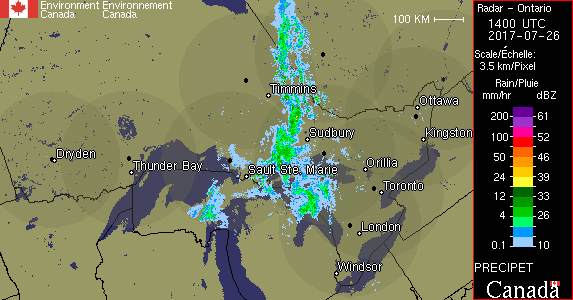 Environment Environnement
Canada Canada
100 KM
Timmins
Ottawa
Sudbury
Kingston
Dryden
Thunder Bay
Orillia
Sault Ste. Marie
Toronto
London
Windsor
Radar - Ontario
1400 UTC
2017-07-26
Scale/Échelle:
3.5 km/Pixel
Rain/Pluie
mm/hr dBZ
200 61
100 52
50 46
24 39
12 33
4 26
0.1 10
PRECIPET
Canada